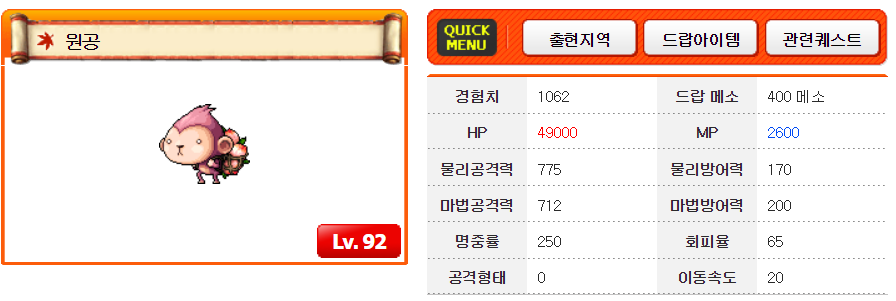 원공
Lv. 92
QUICK MENU
출현지역
드랍아이템
관련퀘스트
경험치 1062 드랍 메소 400 메소
HP 49000 MP 2600
물리공격력 775 물리방어력 170
마법공격력 712 마법방어력 200
명중률 250 회피율 65
공격형태 0 이동속도 20